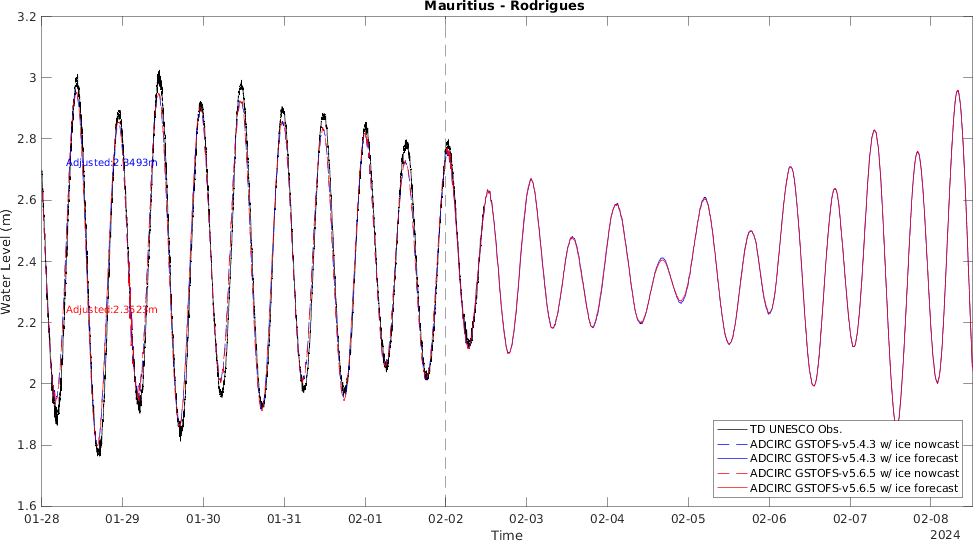 Mauritius - Rodrigues
3.2
3
2.8
2.6
2.4
2.2
2
1.8
1.6
Water Level (m)
Adjusted:2.3493m
Adjusted:2.3523m
TD UNESCO Obs.
ADCIRC GSTOFS-v5.4.3 w/ ice nowcast
ADCIRC GSTOFS-v5.4.3 w/ ice forecast
ADCIRC GSTOFS-v5.6.5 w/ ice nowcast
ADCIRC GSTOFS-v5.6.5 w/ ice forecast
01-28 01-29 01-30 01-31 02-01 02-02 02-03 02-04 02-05 02-06 02-07 02-08
Time
2024